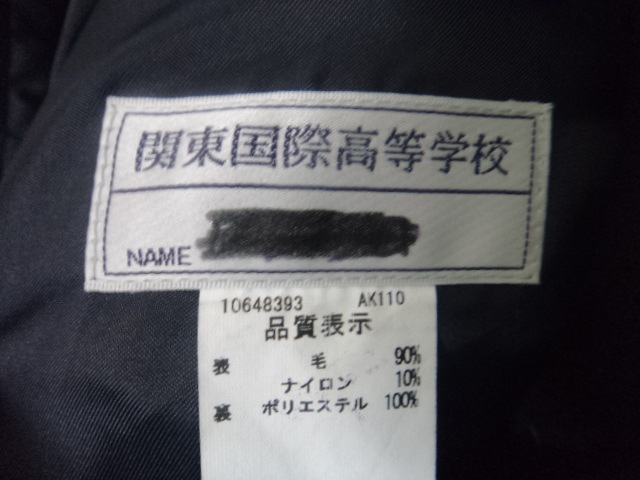 関東国際高等学校
NAME
10648393 AK110
品質表示
表 毛 90%
ナイロン 10%
裏 ポリエステル 100%